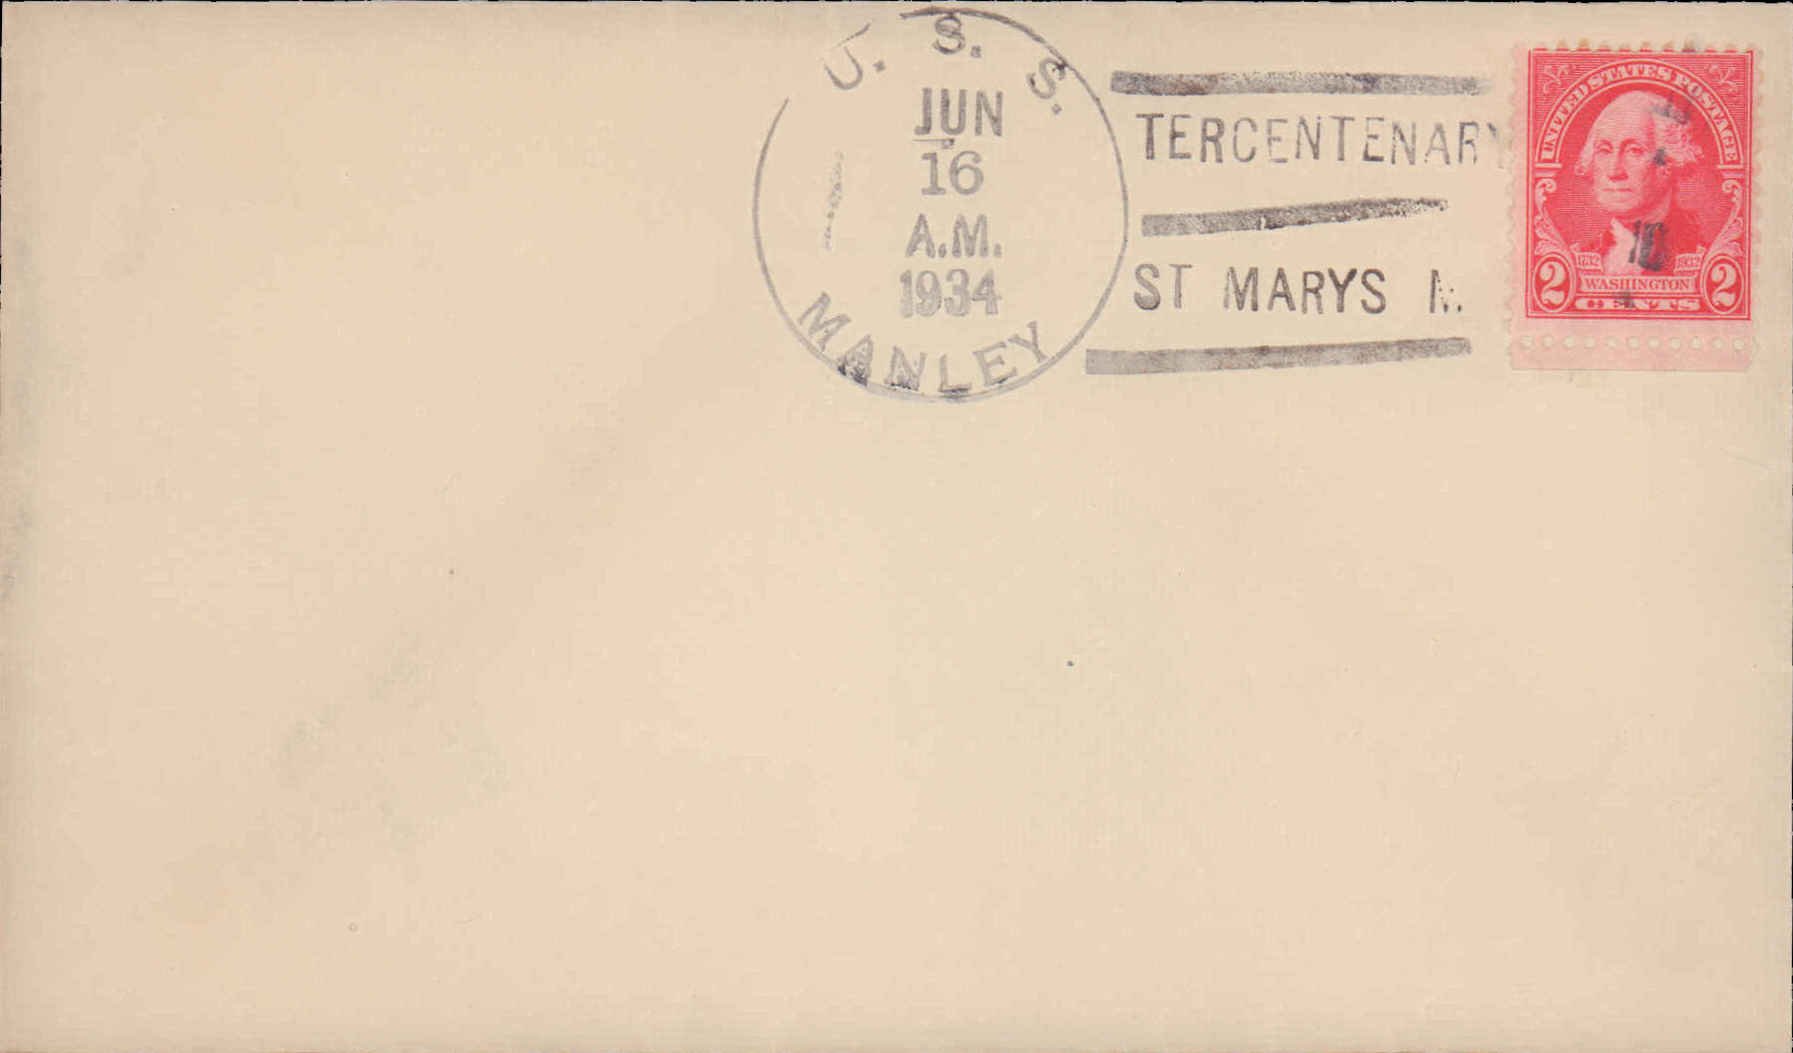 U. S. S.
JUN
16
A.M.
1934
MANLEY
TERCENTENARY
ST MARYS
UNITED STATES POSTAGE
1732 1932
WASHINGTON
2 CENTS 2